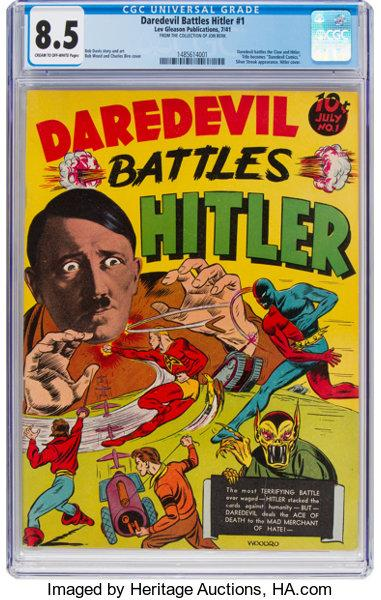 CGC UNIVERSAL GRADE
8.5
CREAM TO OFF-WHITE Pages
Daredevil Battles Hitler #1
Lev Gleason Publications, 7/41
FROM THE COLLECTION OF JON BERK
1485614001
Bob Davis story and art
Bob Wood and Charles Biro cover
Daredevil battles the Claw and Hitler.
Title becomes "Daredevil Comics."
Silver Streak appearance. Hitler cover.
CGC
10¢
JULY
NO.1
DAREDEVIL
BATTLES
HITLER
The most TERRIFYING BATTLE
ever waged — HITLER stacked the
cards against humanity — BUT —
DAREDEVIL deals the ACE OF
DEATH to the MAD MERCHANT
OF HATE! —
WOODRO
Imaged by Heritage Auctions, HA.com